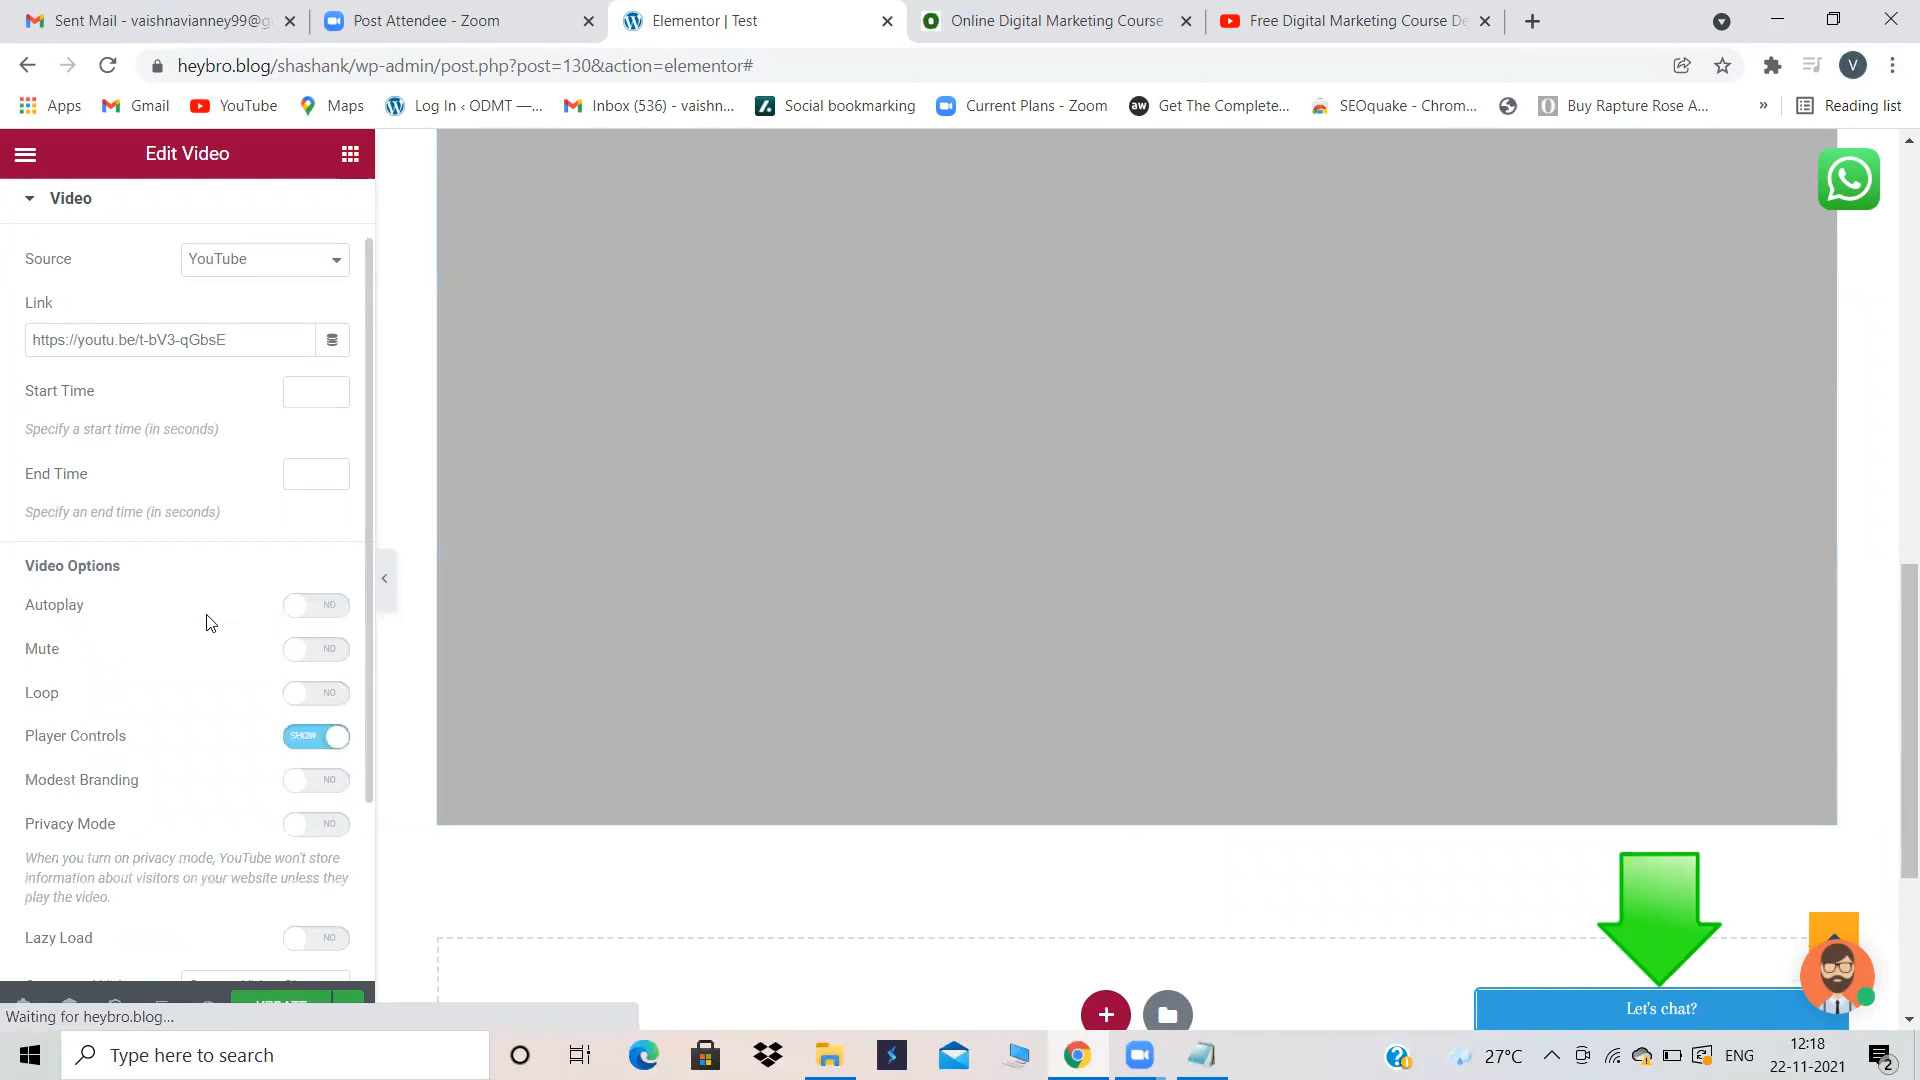 Sent Mail - vaishnavianney99@g
Post Attendee - Zoom
Elementor | Test
Online Digital Marketing Course
Free Digital Marketing Course De
heybro.blog/shashank/wp-admin/post.php?post=130&action=elementor#
V
Apps
Gmail
YouTube
Maps
Log In ‹ ODMT —...
Inbox (536) - vaishn...
Social bookmarking
Current Plans - Zoom
aw
Get The Complete...
SEOquake - Chrom...
Buy Rapture Rose A...
»
Reading list
Edit Video
Video
Source
YouTube
Link
https://youtu.be/t-bV3-qGbsE
Start Time
Specify a start time (in seconds)
End Time
Specify an end time (in seconds)
Video Options
Autoplay
NO
Mute
NO
Loop
NO
Player Controls
SHOW
Modest Branding
NO
Privacy Mode
NO
When you turn on privacy mode, YouTube won't store
information about visitors on your website unless they
play the video.
Lazy Load
NO
UPDATE
Waiting for heybro.blog...
Let's chat?
Type here to search
27°C
ENG
12:18
22-11-2021
2